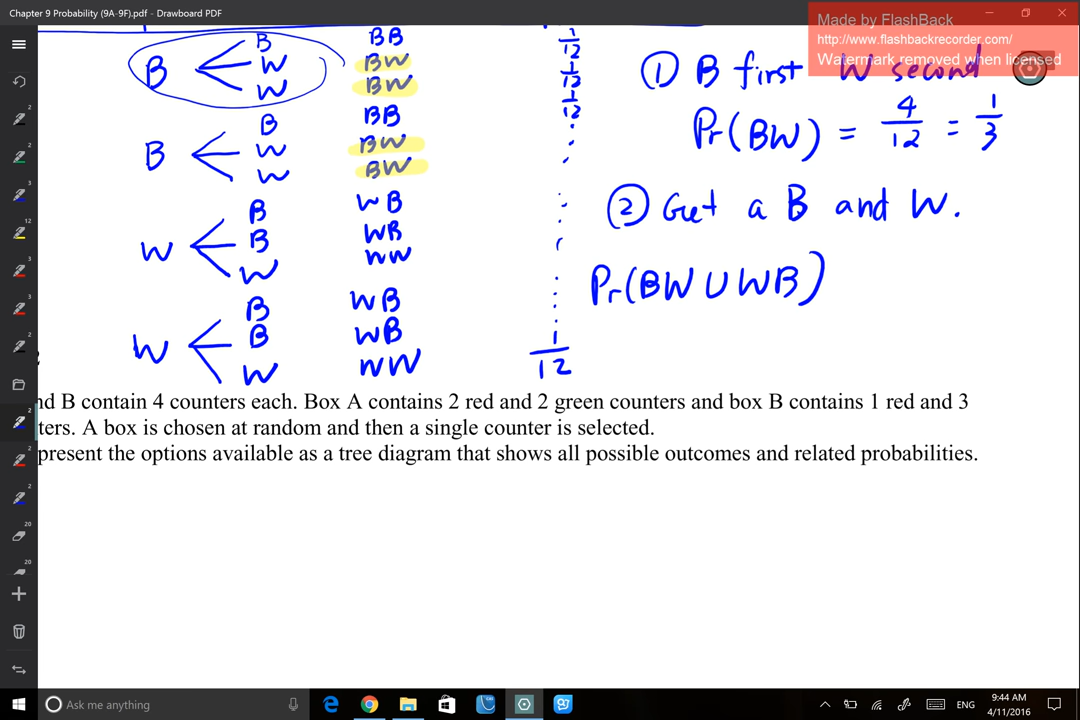 Chapter 9 Probability (9A-9F).pdf - Drawboard PDF
Made by FlashBack
http://www.flashbackrecorder.com/
Watermark removed when licensed
B
B
W
W
BB
BW
BW
1/12
1/12
1/12
B
B
W
W
BB
BW
BW
W
B
B
W
WB
WB
WW
W
B
B
W
WB
WB
WW
1/12
① B first W second
Pr(BW) = 4/12 = 1/3
② Get a B and W.
Pr(BW ∪ WB)
nd B contain 4 counters each. Box A contains 2 red and 2 green counters and box B contains 1 red and 3
ters. A box is chosen at random and then a single counter is selected.
present the options available as a tree diagram that shows all possible outcomes and related probabilities.
Ask me anything
ENG
9:44 AM
4/11/2016